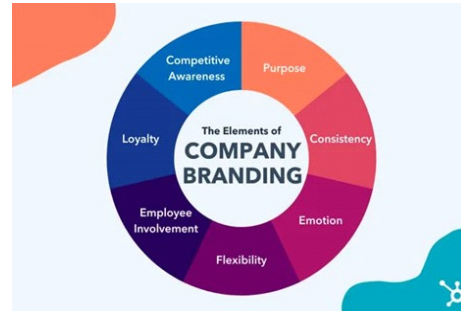 The Elements of
COMPANY
BRANDING
Purpose
Consistency
Emotion
Flexibility
Employee
Involvement
Loyalty
Competitive
Awareness